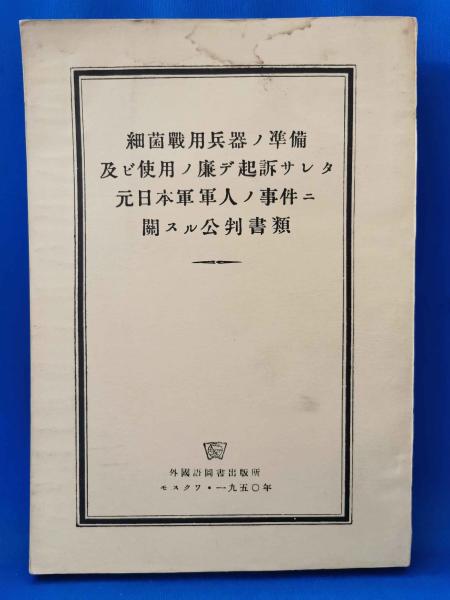 細菌戰用兵器ノ準備
及ビ使用ノ廉デ起訴サレタ
元日本軍軍人ノ事件ニ
關スル公判書類
外國語圖書出版所
モスクワ・一九五〇年